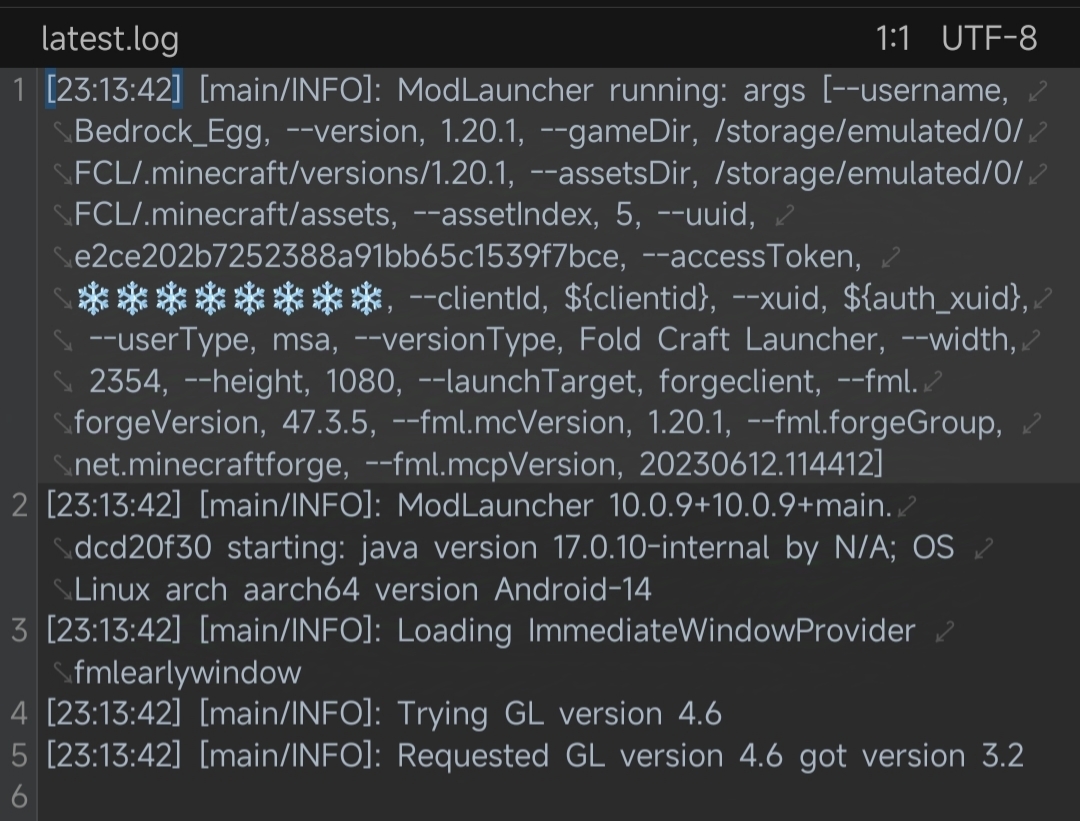 latest.log 1:1 UTF-8
1 [23:13:42] [main/INFO]: ModLauncher running: args [--username,
Bedrock_Egg, --version, 1.20.1, --gameDir, /storage/emulated/0/
FCL/.minecraft/versions/1.20.1, --assetsDir, /storage/emulated/0/
FCL/.minecraft/assets, --assetIndex, 5, --uuid,
e2ce202b7252388a91bb65c1539f7bce, --accessToken,
❄❄❄❄❄❄❄❄, --clientId, ${clientid}, --xuid, ${auth_xuid},
--userType, msa, --versionType, Fold Craft Launcher, --width,
2354, --height, 1080, --launchTarget, forgeclient, --fml.
forgeVersion, 47.3.5, --fml.mcVersion, 1.20.1, --fml.forgeGroup,
net.minecraftforge, --fml.mcpVersion, 20230612.114412]
2 [23:13:42] [main/INFO]: ModLauncher 10.0.9+10.0.9+main.
dcd20f30 starting: java version 17.0.10-internal by N/A; OS
Linux arch aarch64 version Android-14
3 [23:13:42] [main/INFO]: Loading ImmediateWindowProvider
fmlearlywindow
4 [23:13:42] [main/INFO]: Trying GL version 4.6
5 [23:13:42] [main/INFO]: Requested GL version 4.6 got version 3.2
6